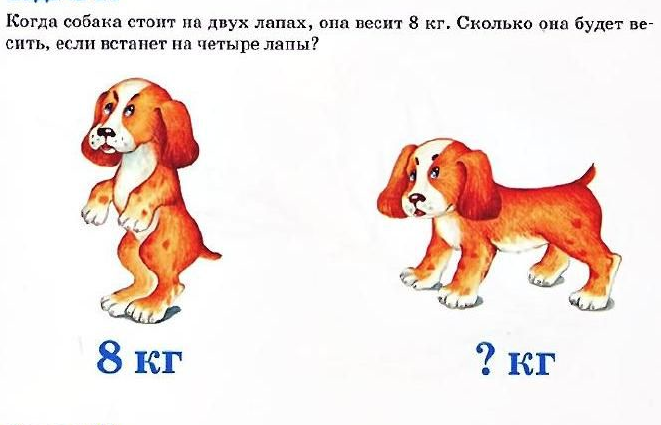 Когда собака стоит на двух лапах, она весит 8 кг. Сколько она будет ве-
сить, если встанет на четыре лапы?
8 кг
? кг